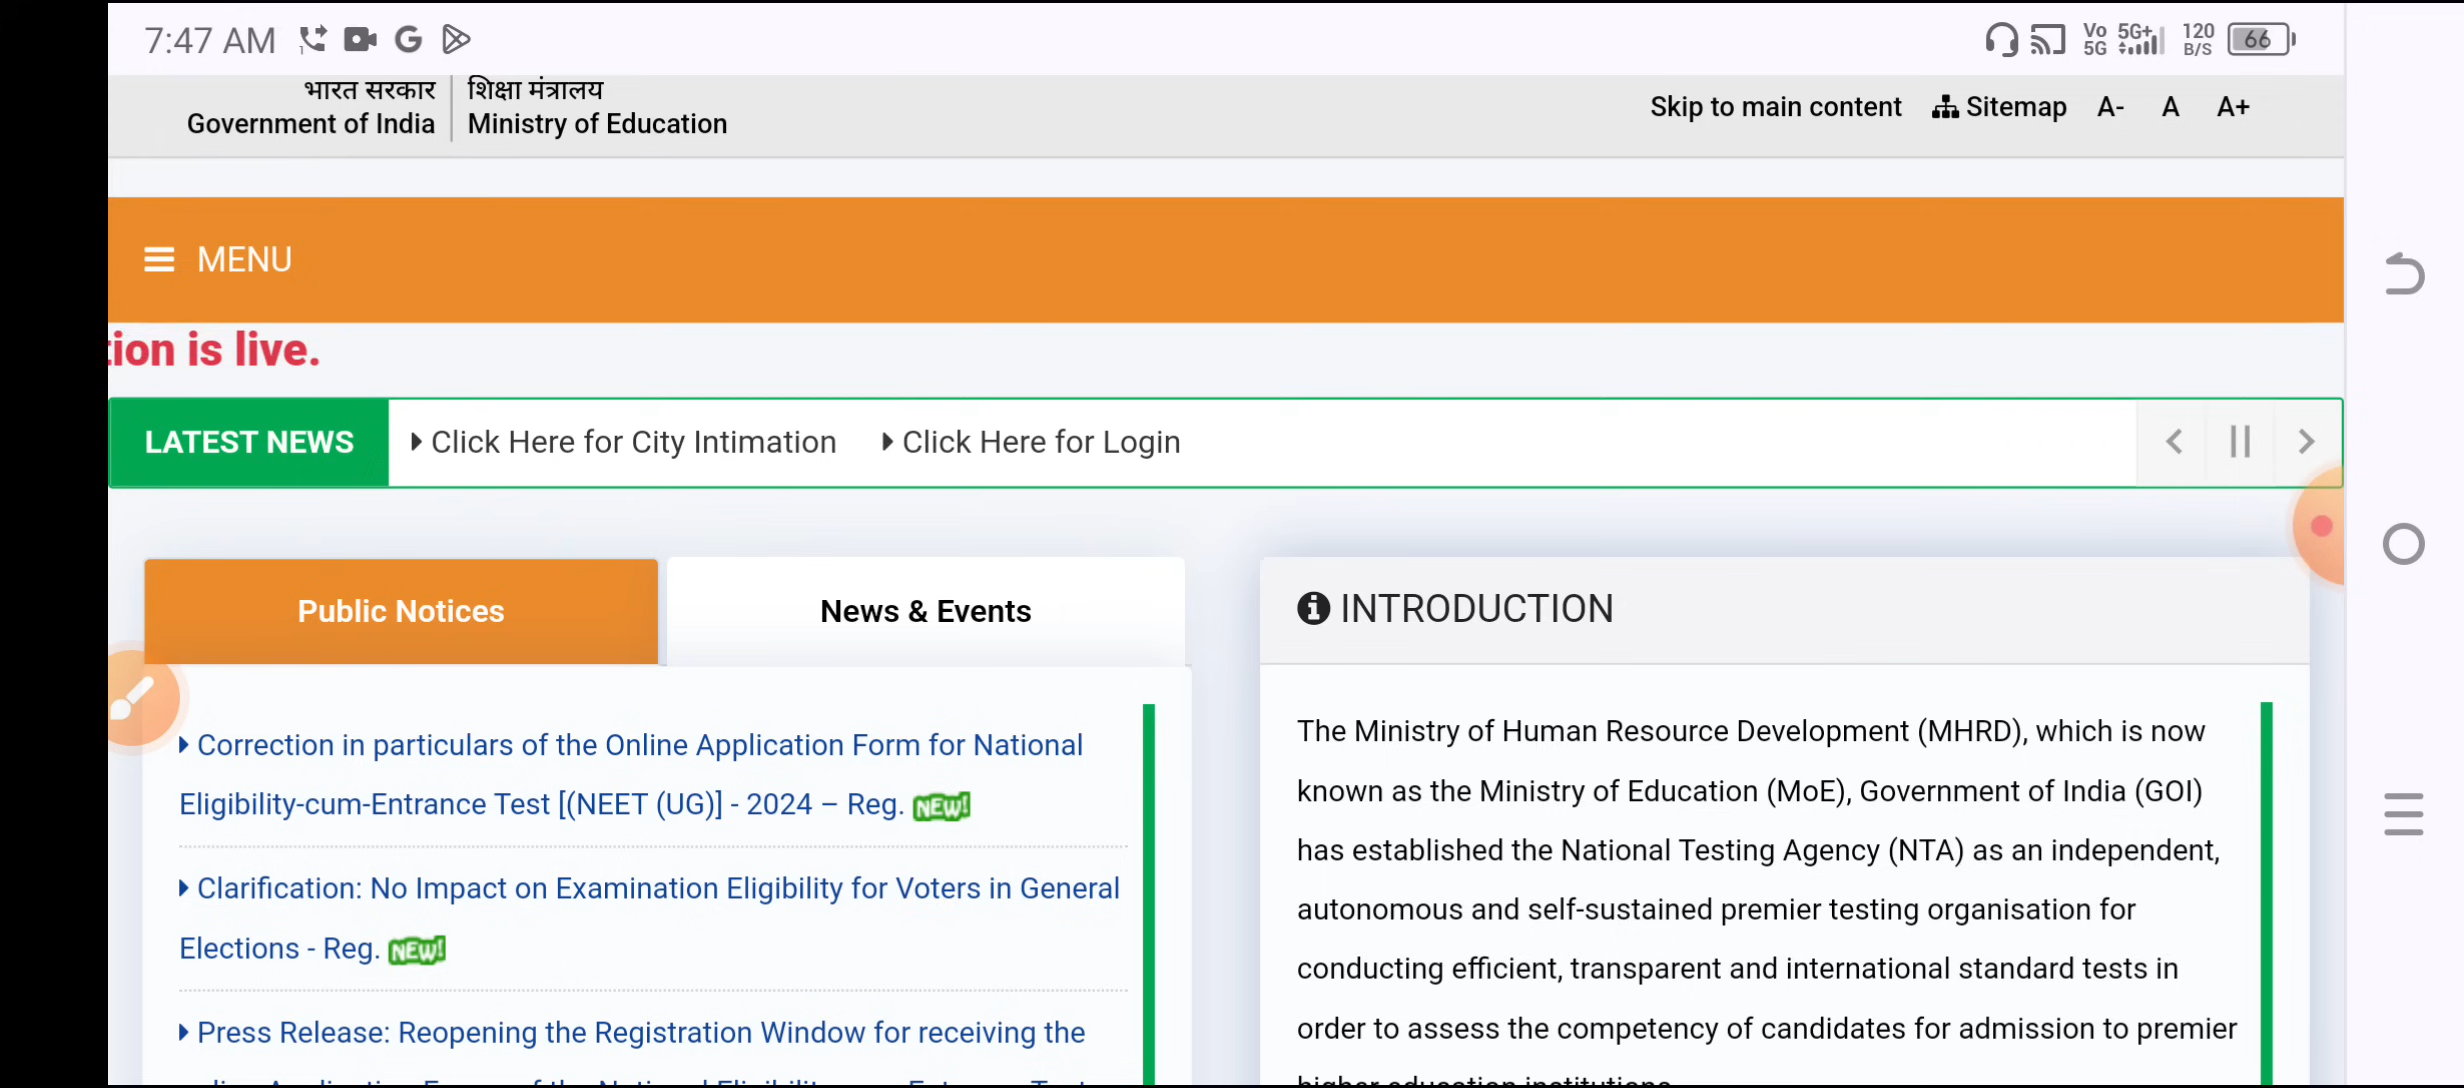 7:47 AM
Vo 5G 5G+ 120 B/S 66
भारत सरकार शिक्षा मंत्रालय
Government of India Ministry of Education
Skip to main content Sitemap A- A A+
MENU
ion is live.
LATEST NEWS Click Here for City Intimation Click Here for Login
Public Notices News & Events
INTRODUCTION
Correction in particulars of the Online Application Form for National
Eligibility-cum-Entrance Test [(NEET (UG)] - 2024 – Reg. NEW!
Clarification: No Impact on Examination Eligibility for Voters in General
Elections - Reg. NEW!
Press Release: Reopening the Registration Window for receiving the
The Ministry of Human Resource Development (MHRD), which is now
known as the Ministry of Education (MoE), Government of India (GOI)
has established the National Testing Agency (NTA) as an independent,
autonomous and self-sustained premier testing organisation for
conducting efficient, transparent and international standard tests in
order to assess the competency of candidates for admission to premier
higher education institutions